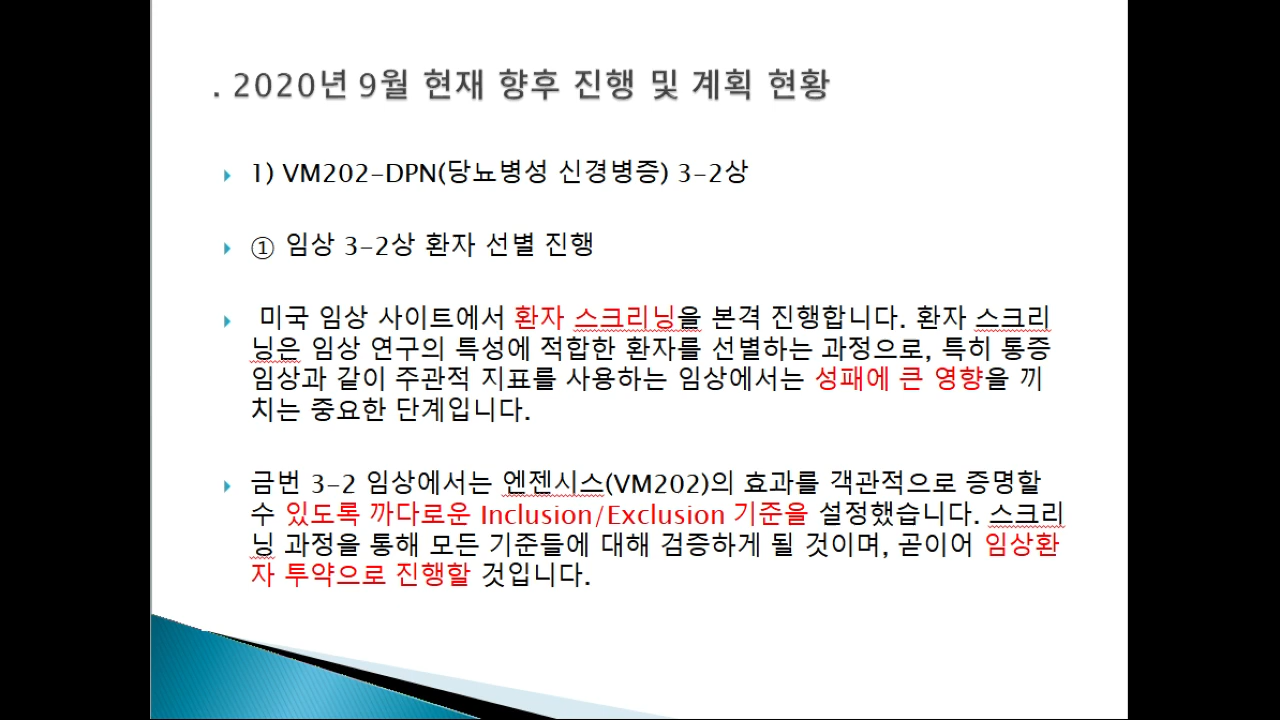 . 2020년 9월 현재 향후 진행 및 계획 현황
1) VM202-DPN(당뇨병성 신경병증) 3-2상
① 임상 3-2상 환자 선별 진행
미국 임상 사이트에서 환자 스크리닝을 본격 진행합니다. 환자 스크리
닝은 임상 연구의 특성에 적합한 환자를 선별하는 과정으로, 특히 통증
임상과 같이 주관적 지표를 사용하는 임상에서는 성패에 큰 영향을 끼
치는 중요한 단계입니다.
금번 3-2 임상에서는 엔젠시스(VM202)의 효과를 객관적으로 증명할
수 있도록 까다로운 Inclusion/Exclusion 기준을 설정했습니다. 스크리
닝 과정을 통해 모든 기준들에 대해 검증하게 될 것이며, 곧이어 임상환
자 투약으로 진행할 것입니다.